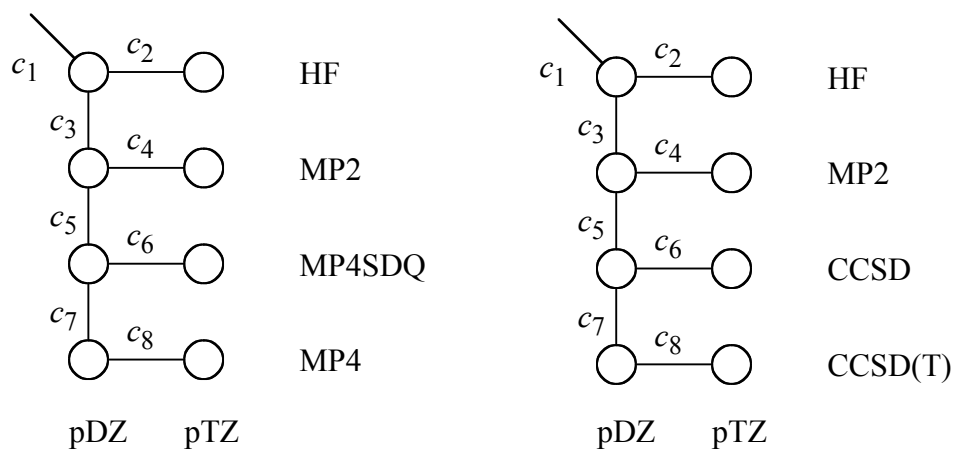 c1 c2 HF
c3 c4 MP2
c5 c6 MP4SDQ
c7 c8 MP4
pDZ pTZ
c1 c2 HF
c3 c4 MP2
c5 c6 CCSD
c7 c8 CCSD(T)
pDZ pTZ